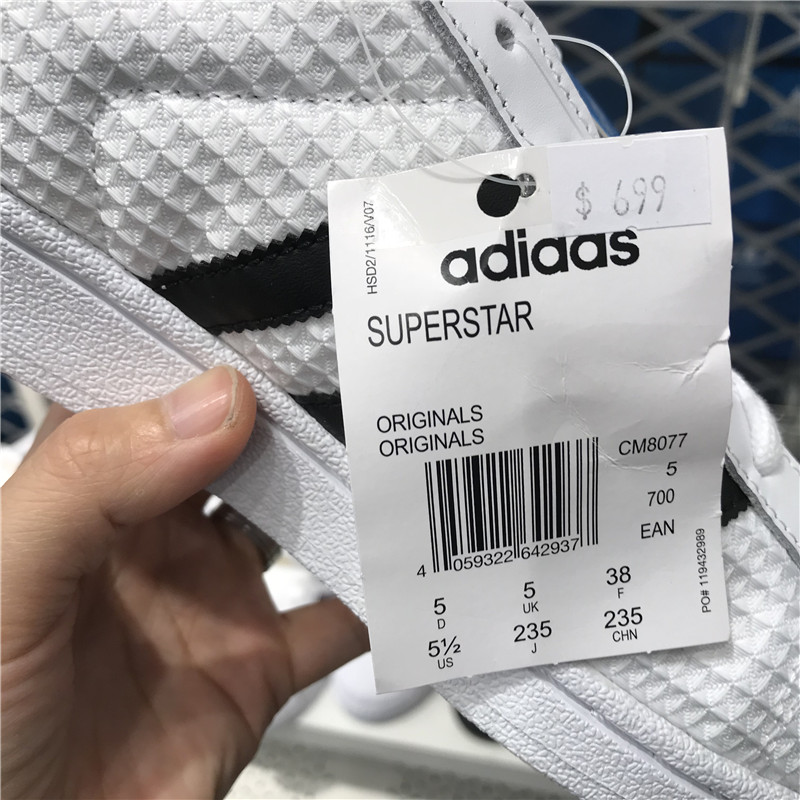 $ 699
HSD2/1116/V07
adidas
SUPERSTAR
ORIGINALS
ORIGINALS
CM8077
5
700
EAN
4 059322 642937
5 5 38
D UK F
5½ 235 235
US J CHN
PO# 119432989